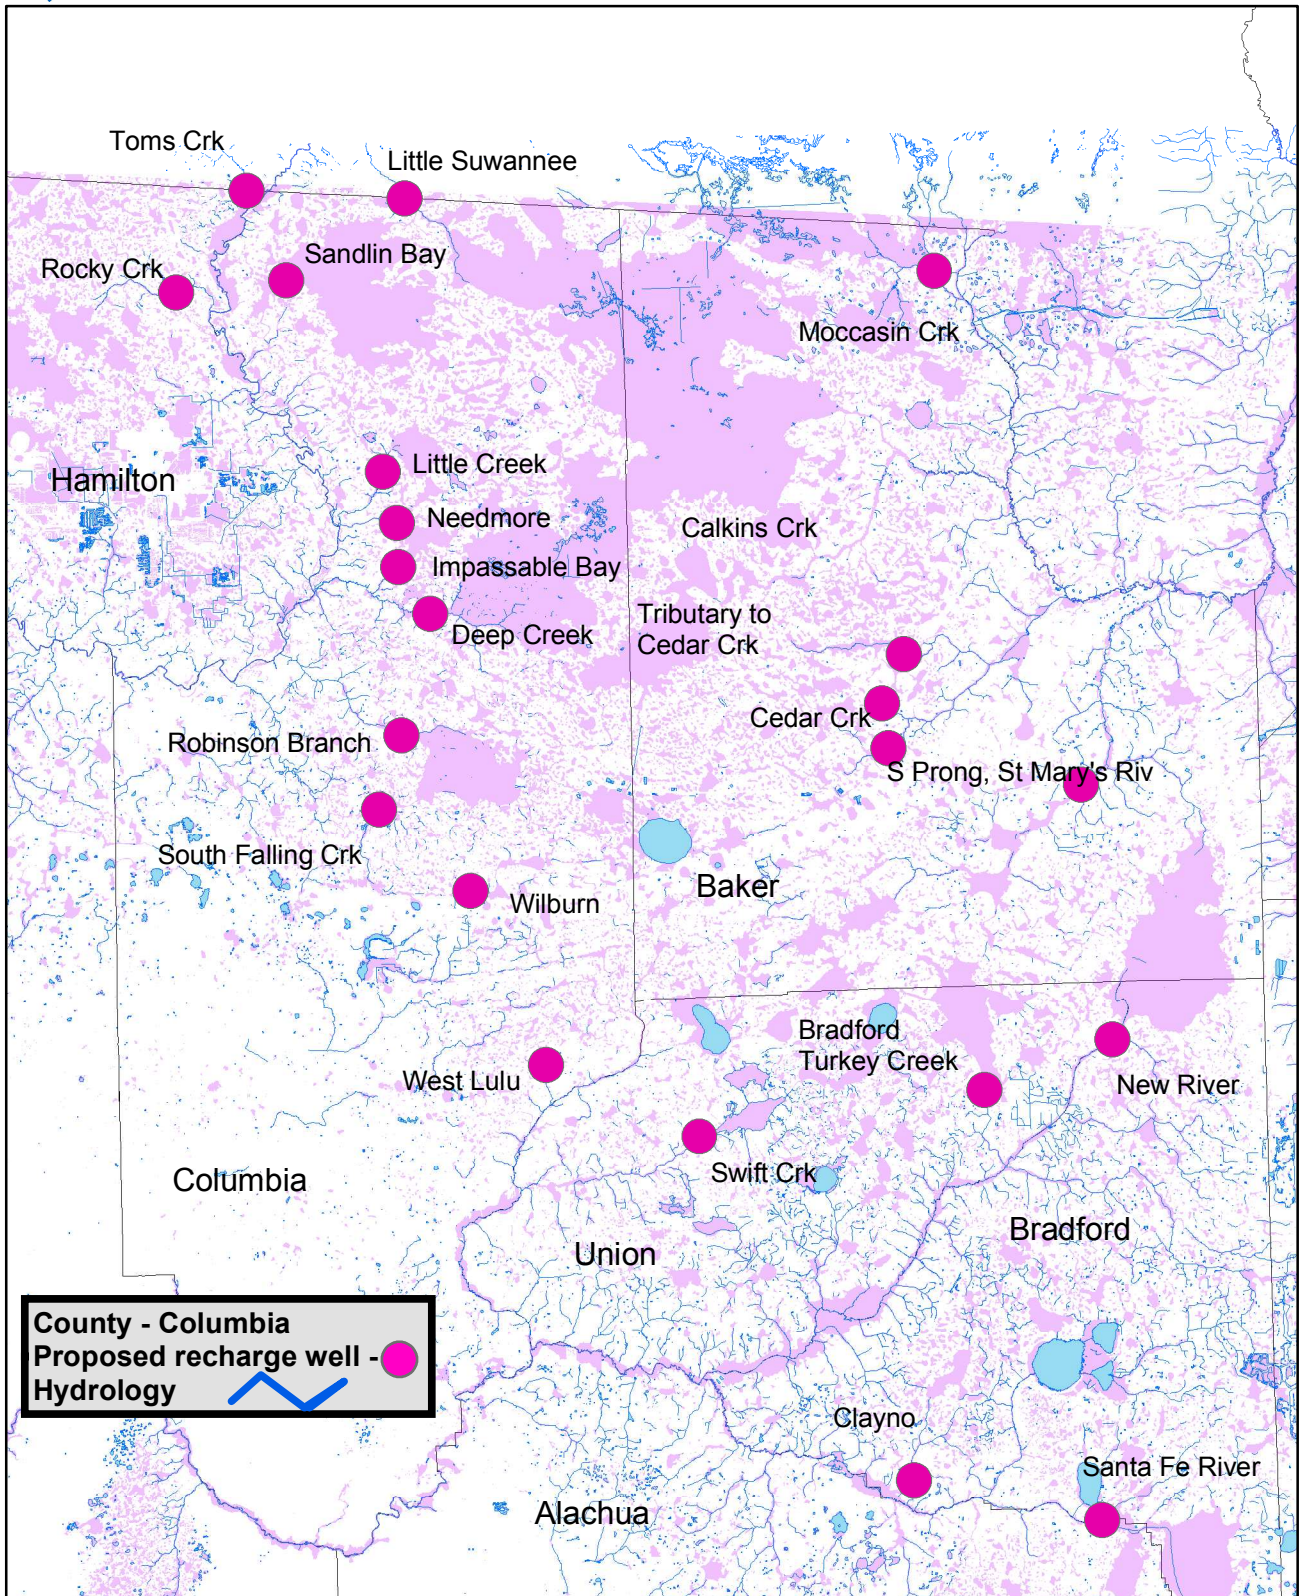 Toms Crk
Little Suwannee
Sandlin Bay
Rocky Crk
Moccasin Crk
Little Creek
Hamilton
Needmore
Calkins Crk
Impassable Bay
Tributary to
Cedar Crk
Deep Creek
Cedar Crk
Robinson Branch
S Prong, St Mary's Riv
South Falling Crk
Baker
Wilburn
Bradford
Turkey Creek
West Lulu
New River
Swift Crk
Columbia
Bradford
Union
County - Columbia
Proposed recharge well -
Hydrology
Clayno
Santa Fe River
Alachua